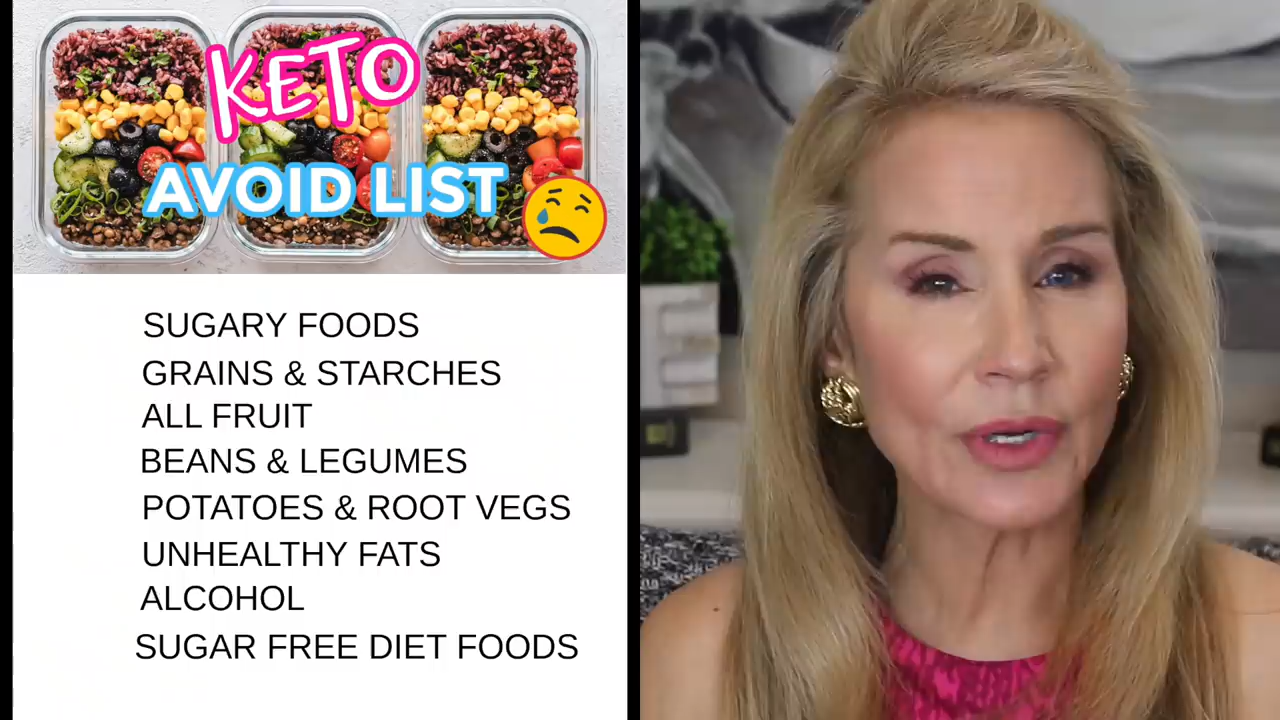 KETO
AVOID LIST
SUGARY FOODS
GRAINS & STARCHES
ALL FRUIT
BEANS & LEGUMES
POTATOES & ROOT VEGS
UNHEALTHY FATS
ALCOHOL
SUGAR FREE DIET FOODS